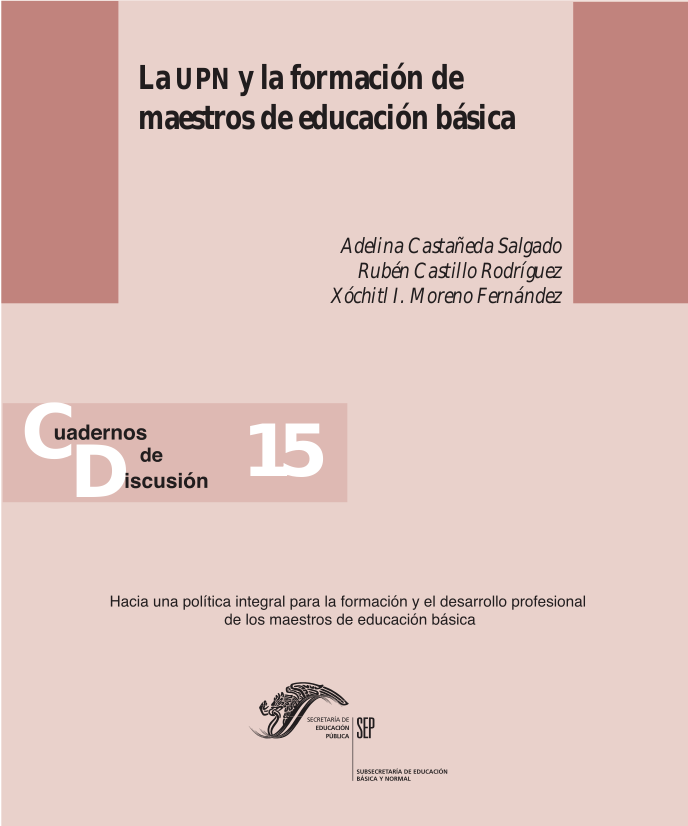 La UPN y la formación de
maestros de educación básica
Adelina Castañeda Salgado
Rubén Castillo Rodríguez
Xóchitl I. Moreno Fernández
Cuadernos
de
Discusión
15
Hacia una política integral para la formación y el desarrollo profesional
de los maestros de educación básica
SECRETARÍA DE
EDUCACIÓN
PÚBLICA
SEP
SUBSECRETARÍA DE EDUCACIÓN
BÁSICA Y NORMAL